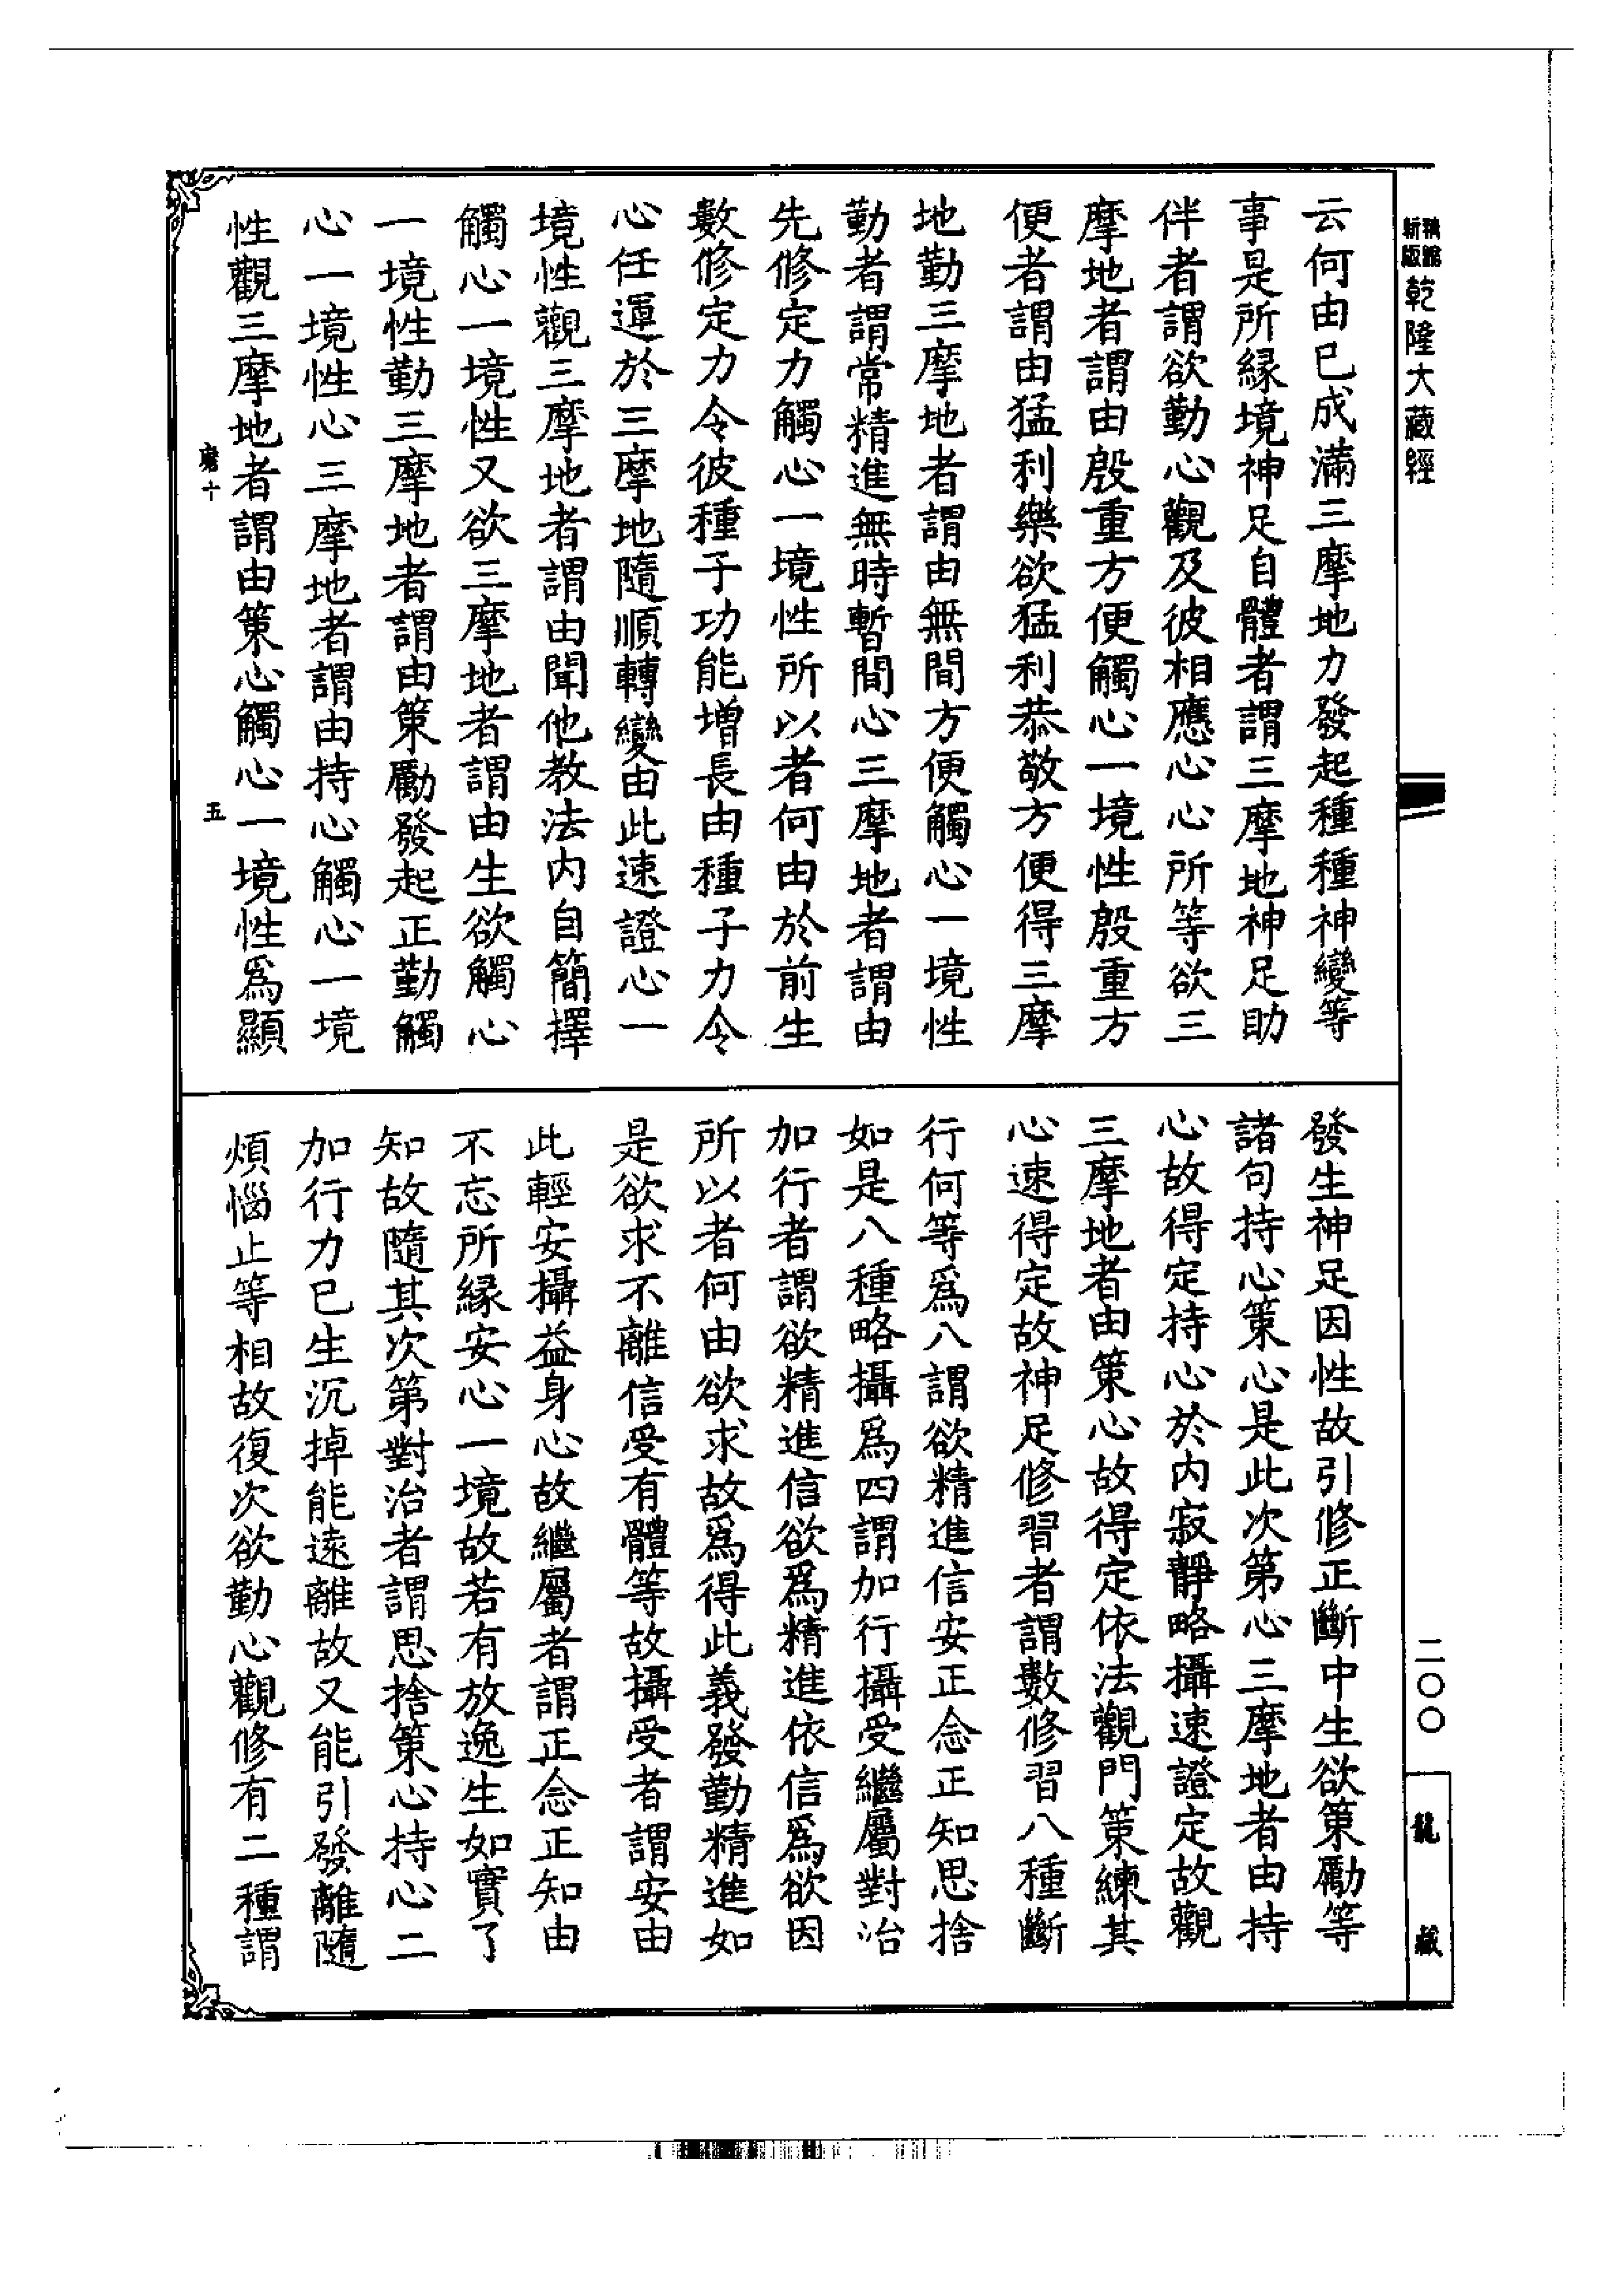 新版
乾隆大藏經
云何由已成滿三摩地力發起種種神變等
事是所緣境神足自體者謂三摩地神足助
伴者謂欲勤心觀及彼相應心心所等欲三
摩地者謂由殷重方便觸心一境性殷重方
便者謂由猛利樂欲猛利恭敬方便得三摩
地勤三摩地者謂由無間方便觸心一境性
勤者謂常精進無時暫間心三摩地者謂由
先修定力觸心一境性所以者何由於前生
數修定力令彼種子功能增長由種子力令
心任運於三摩地隨順轉變由此速證心一
境性觀三摩地者謂由聞他教法內自簡擇
觸心一境性又欲三摩地者謂由生欲觸心
一境性勤三摩地者謂由策勵發起正勤觸
心一境性心三摩地者謂由持心觸心一境
性觀三摩地者謂由策心觸心一境性爲顯
發生神足因性故引修正斷中生欲策勵等
諸句持心策心是此次第心三摩地者由持
心故得定持心於內寂靜略攝速證定故觀
三摩地者由策心故得定依法觀門策練其
心速得定故神足修習者謂數修習八種斷
行何等爲八謂欲精進信安正念正知思捨
如是八種略攝爲四謂加行攝受繼屬對治
加行者謂欲精進信欲爲精進依信爲欲因
所以者何由欲求故爲得此義發勤精進如
是欲求不離信受有體等故攝受者謂安由
此輕安攝益身心故繼屬者謂正念正知由
不忘所緣安心一境故若有放逸生如實了
知故隨其次第對治者謂思捨策心持心二
加行力已生沉掉能遠離故又能引發離隨
煩惱止等相故復次欲勤心觀修有二種謂
十
五
二〇〇
龍藏